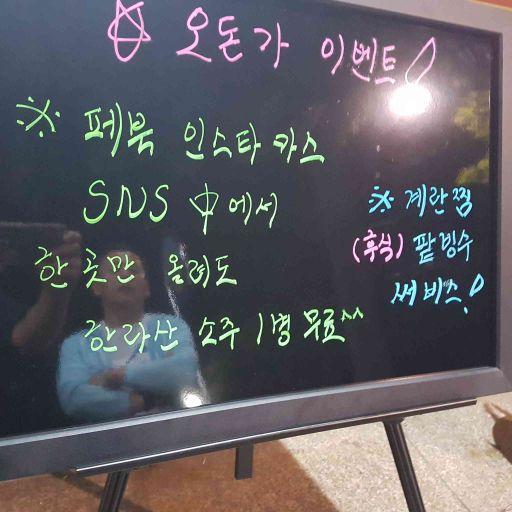 ☆ 오돈가 이벤트!
※ 페북 인스타 카스
SNS 中에서
한 곳만 올려도
한라산 소주 1병 무료^^
※ 계란찜
(후식) 팥빙수
써비스!